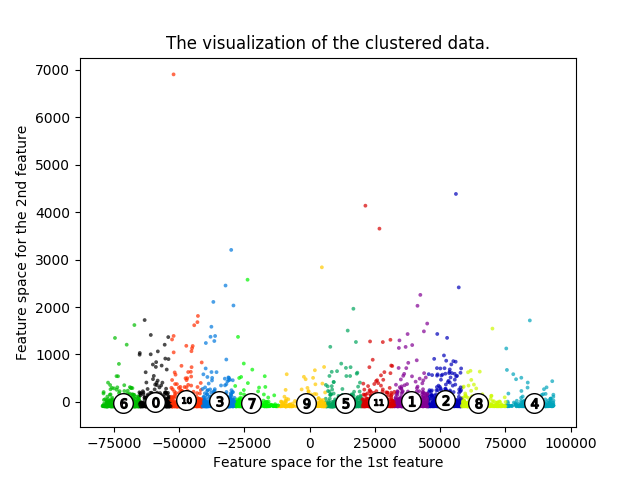 The visualization of the clustered data.
Feature space for the 2nd feature
7000
6000
5000
4000
3000
2000
1000
0
6 0 10 3 7 9 5 11 1 2 8 4
−75000 −50000 −25000 0 25000 50000 75000 100000
Feature space for the 1st feature